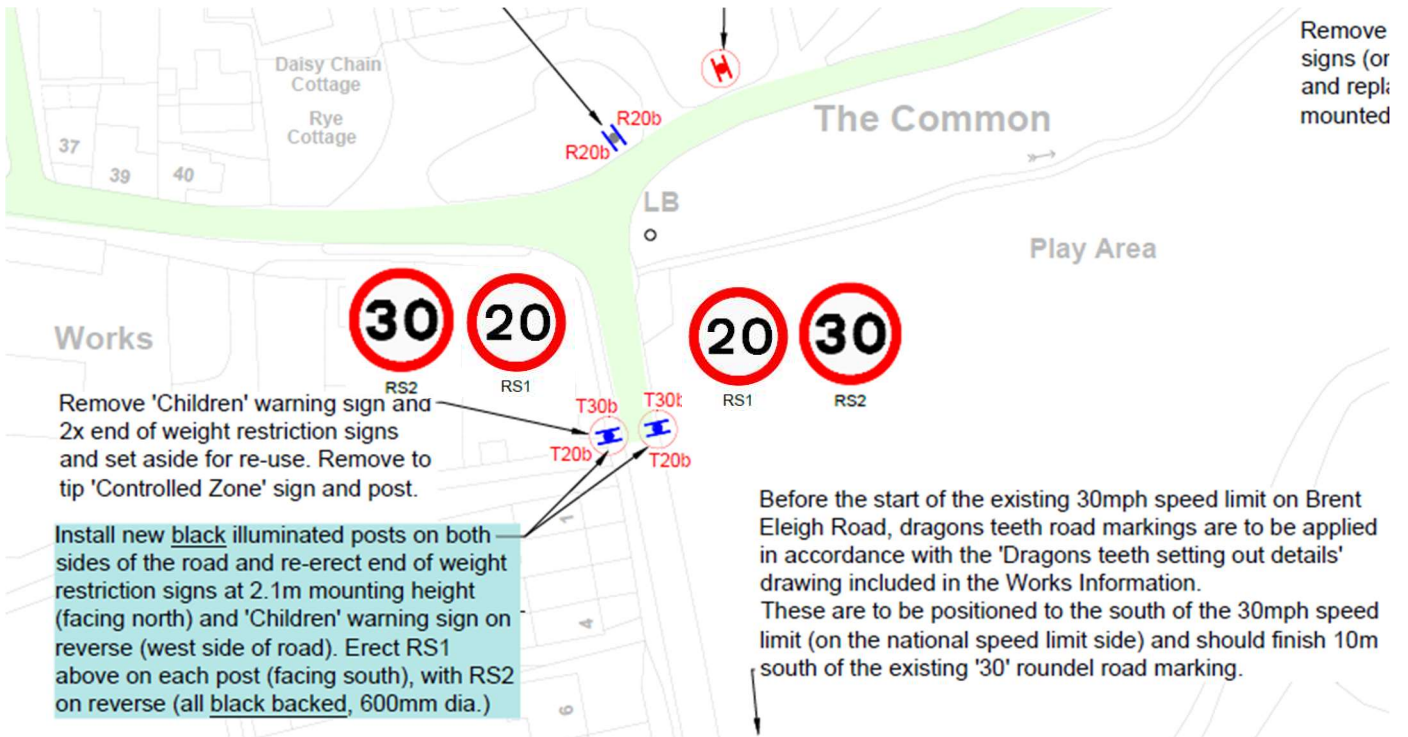 Remove
signs (or
and repla
mounted
Daisy Chain
Cottage
Rye
Cottage
37
39
40
R20b
R20b
The Common
LB
Play Area
Works
30
RS2
20
RS1
20
RS1
30
RS2
T30b
T30b
T20b
T20b
Remove 'Children' warning sign and
2x end of weight restriction signs
and set aside for re-use. Remove to
tip 'Controlled Zone' sign and post.
Install new black illuminated posts on both
sides of the road and re-erect end of weight
restriction signs at 2.1m mounting height
(facing north) and 'Children' warning sign on
reverse (west side of road). Erect RS1
above on each post (facing south), with RS2
on reverse (all black backed, 600mm dia.)
1
4
6
Before the start of the existing 30mph speed limit on Brent
Eleigh Road, dragons teeth road markings are to be applied
in accordance with the 'Dragons teeth setting out details'
drawing included in the Works Information.
These are to be positioned to the south of the 30mph speed
limit (on the national speed limit side) and should finish 10m
south of the existing '30' roundel road marking.